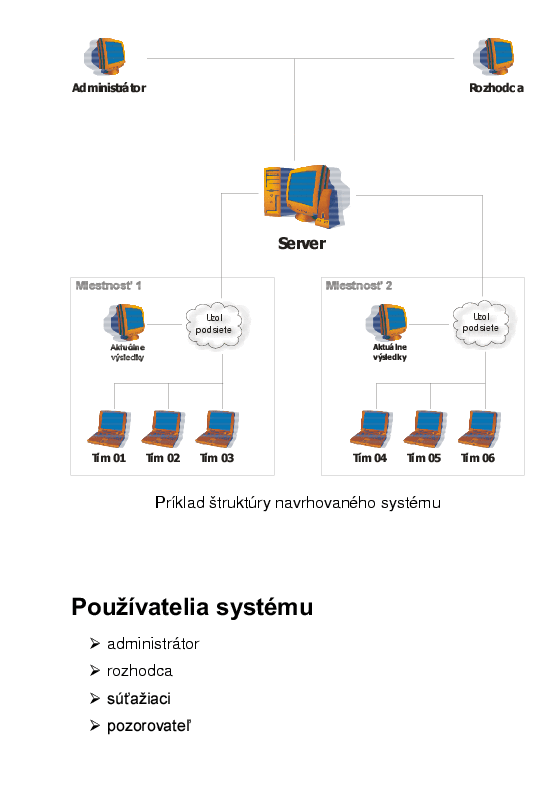 Administrátor
Rozhodca
Server
Miestnosť 1
Miestnosť 2
Uzol
podsiete
Aktuálne
výsledky
Uzol
podsiete
Aktuálne
výsledky
Tím 01
Tím 02
Tím 03
Tím 04
Tím 05
Tím 06
Príklad štruktúry navrhovaného systému
Používatelia systému
➢ administrátor
➢ rozhodca
➢ súťažiaci
➢ pozorovateľ